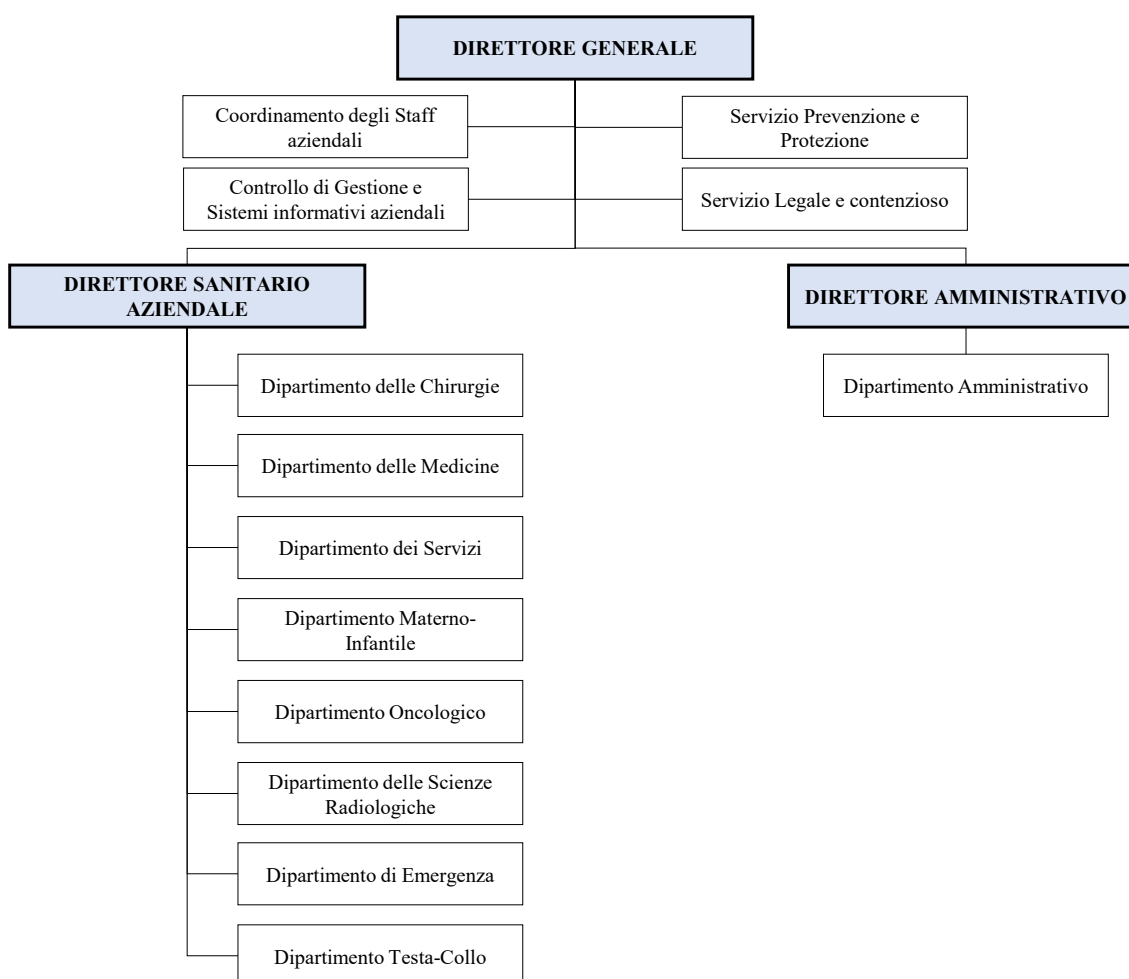 DIRETTORE GENERALE
Coordinamento degli Staff
aziendali
Servizio Prevenzione e
Protezione
Controllo di Gestione e
Sistemi informativi aziendali
Servizio Legale e contenzioso
DIRETTORE SANITARIO
AZIENDALE
DIRETTORE AMMINISTRATIVO
Dipartimento delle Chirurgie
Dipartimento Amministrativo
Dipartimento delle Medicine
Dipartimento dei Servizi
Dipartimento Materno-
Infantile
Dipartimento Oncologico
Dipartimento delle Scienze
Radiologiche
Dipartimento di Emergenza
Dipartimento Testa-Collo